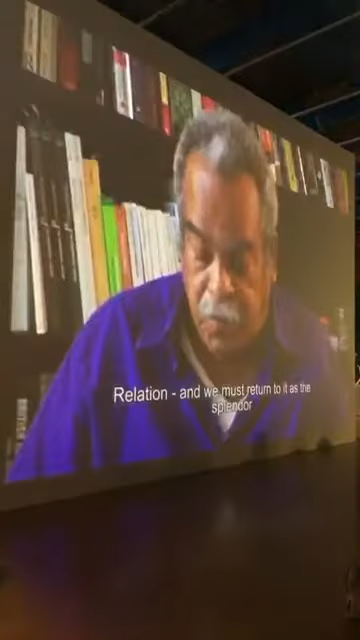 Relation - and we must return to it as the
splendor